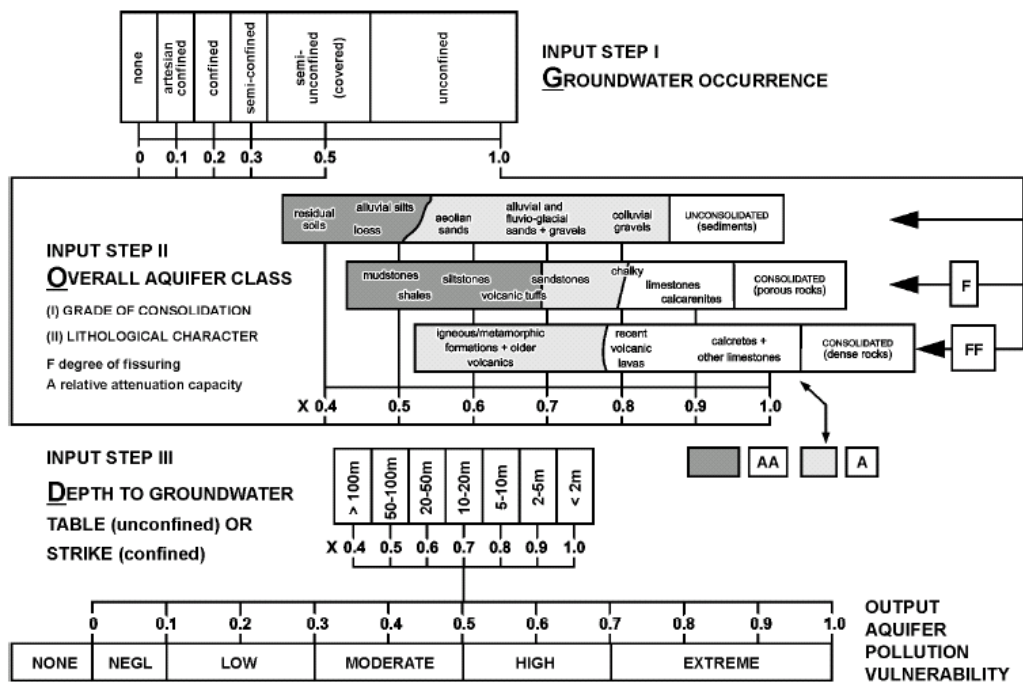 none
artesian
confined
confined
semi-confined
semi-
unconfined
(covered)
unconfined
INPUT STEP I
GROUNDWATER OCCURRENCE
0 0.1 0.2 0.3 0.5 1.0
INPUT STEP II
OVERALL AQUIFER CLASS
(I) GRADE OF CONSOLIDATION
(II) LITHOLOGICAL CHARACTER
F degree of fissuring
A relative attenuation capacity
residual
soils
alluvial silts
loess
aeolian
sands
alluvial and
fluvio-glacial
sands + gravels
colluvial
gravels
UNCONSOLIDATED
(sediments)
mudstones
shales
siltstones
volcanic tuffs
sandstones
chalky
limestones
calcarenites
CONSOLIDATED
(porous rocks)
F
igneous/metamorphic
formations + older
volcanics
recent
volcanic
lavas
calcretes +
other limestones
CONSOLIDATED
(dense rocks)
FF
X 0.4 0.5 0.6 0.7 0.8 0.9 1.0
AA
A
INPUT STEP III
DEPTH TO GROUNDWATER
TABLE (unconfined) OR
STRIKE (confined)
> 100m
50-100m
20-50m
10-20m
5-10m
2-5m
< 2m
X 0.4 0.5 0.6 0.7 0.8 0.9 1.0
0 0.1 0.2 0.3 0.4 0.5 0.6 0.7 0.8 0.9 1.0
NONE NEGL LOW MODERATE HIGH EXTREME
OUTPUT
AQUIFER
POLLUTION
VULNERABILITY